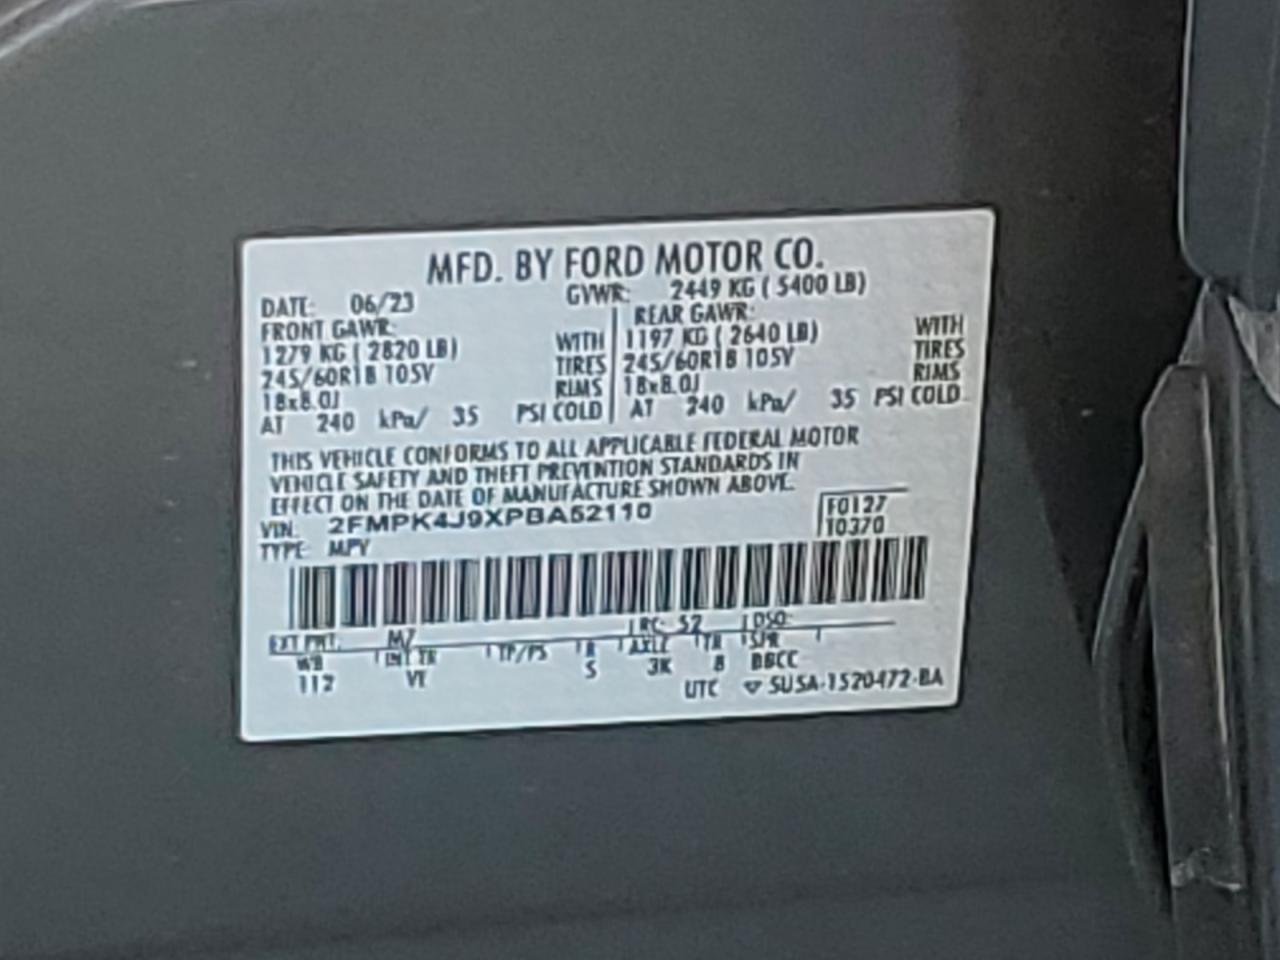 MFD. BY FORD MOTOR CO.
DATE: 06/23 GVWR: 2449 KG ( 5400 LB)
FRONT GAWR: REAR GAWR:
1279 KG ( 2820 LB) WITH 1197 KG ( 2640 LB) WITH
245/60R18 105V TIRES 245/60R18 105V TIRES
18x8.0J RIMS 18x8.0J RIMS
AT 240 kPa/ 35 PSI COLD AT 240 kPa/ 35 PSI COLD
THIS VEHICLE CONFORMS TO ALL APPLICABLE FEDERAL MOTOR
VEHICLE SAFETY AND THEFT PREVENTION STANDARDS IN
EFFECT ON THE DATE OF MANUFACTURE SHOWN ABOVE.
VIN: 2FMPK4J9XPBA52110 F0127
TYPE: MPV 10370
EXT PNT: M7 RC: 52 DSO:
WB INT TR TP/PS R AXLE TR SPR
112 VT S 3K 8 BBCC
UTC ▽ SU5A-1520472-BA